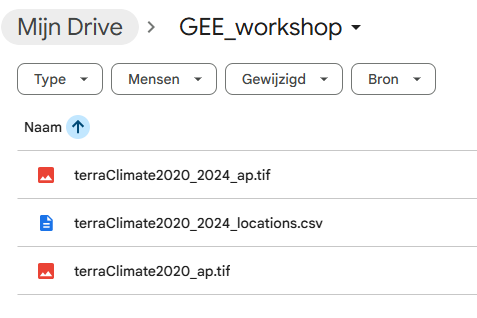 Mijn Drive > GEE_workshop
Type Mensen Gewijzigd Bron
Naam
terraClimate2020_2024_ap.tif
terraClimate2020_2024_locations.csv
terraClimate2020_ap.tif